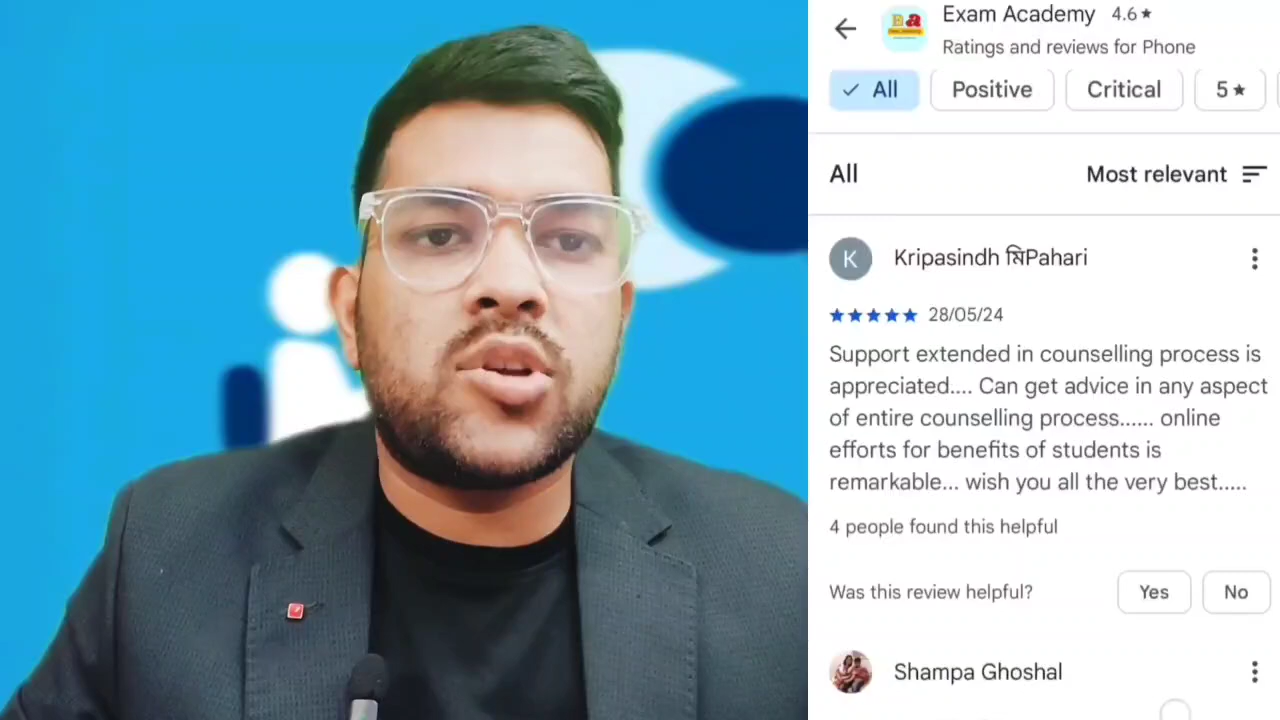 Exam Academy 4.6★
Ratings and reviews for Phone
All
Positive
Critical
5★
All
Most relevant
K
Kripasindh মিPahari
28/05/24
Support extended in counselling process is
appreciated.... Can get advice in any aspect
of entire counselling process...... online
efforts for benefits of students is
remarkable... wish you all the very best.....
4 people found this helpful
Was this review helpful?
Yes
No
Shampa Ghoshal